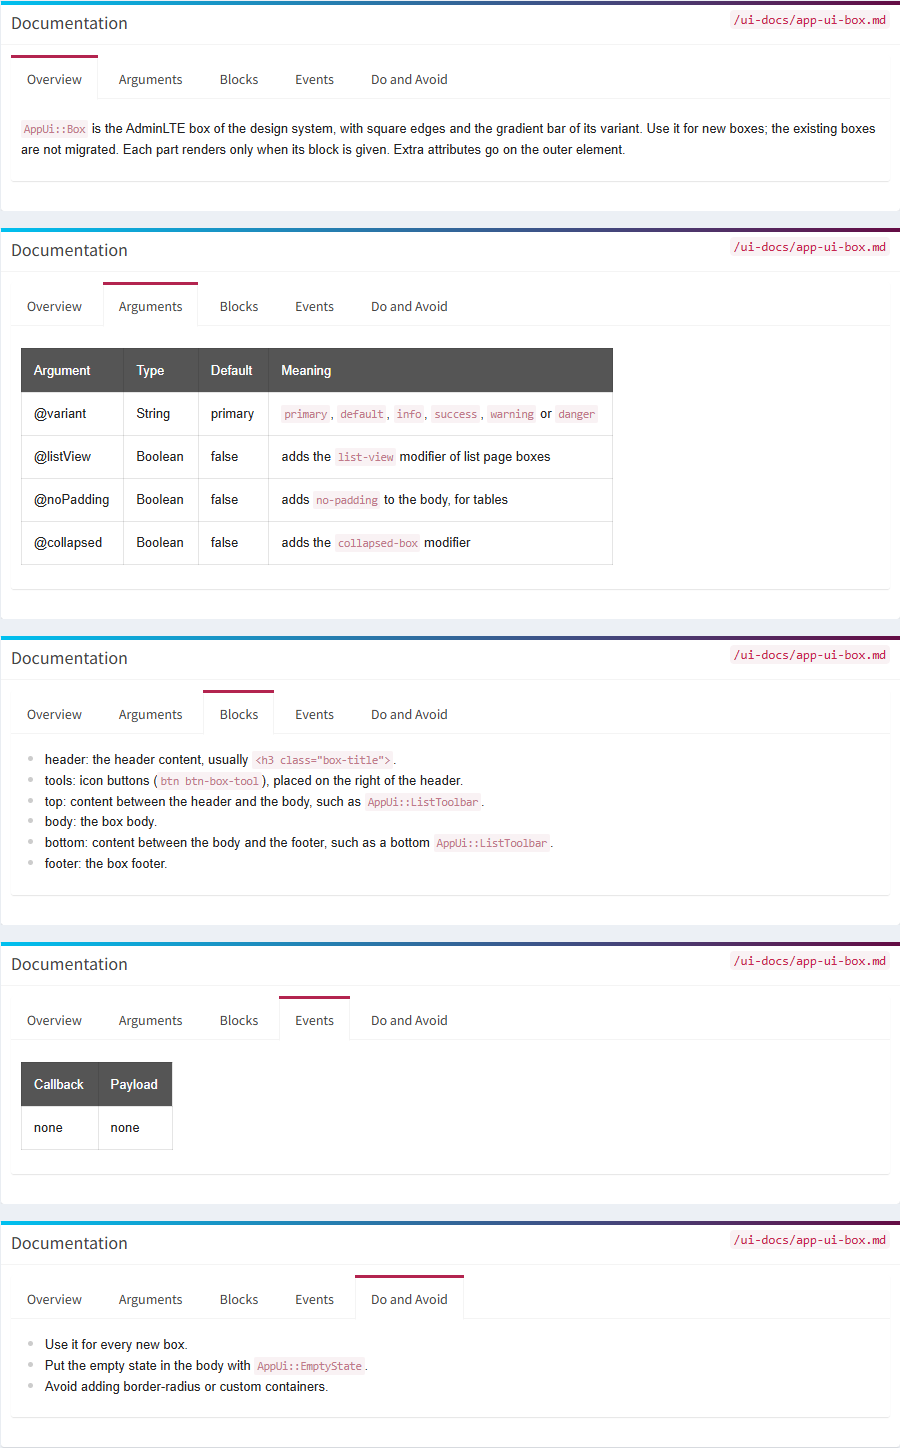 Documentation /ui-docs/app-ui-box.md
Overview Arguments Blocks Events Do and Avoid
AppUi::Box is the AdminLTE box of the design system, with square edges and the gradient bar of its variant. Use it for new boxes; the existing boxes
are not migrated. Each part renders only when its block is given. Extra attributes go on the outer element.
Documentation /ui-docs/app-ui-box.md
Overview Arguments Blocks Events Do and Avoid
Argument Type Default Meaning
@variant String primary primary, default, info, success, warning or danger
@listView Boolean false adds the list-view modifier of list page boxes
@noPadding Boolean false adds no-padding to the body, for tables
@collapsed Boolean false adds the collapsed-box modifier
Documentation /ui-docs/app-ui-box.md
Overview Arguments Blocks Events Do and Avoid
header: the header content, usually <h3 class="box-title">.
tools: icon buttons (btn btn-box-tool), placed on the right of the header.
top: content between the header and the body, such as AppUi::ListToolbar.
body: the box body.
bottom: content between the body and the footer, such as a bottom AppUi::ListToolbar.
footer: the box footer.
Documentation /ui-docs/app-ui-box.md
Overview Arguments Blocks Events Do and Avoid
Callback Payload
none none
Documentation /ui-docs/app-ui-box.md
Overview Arguments Blocks Events Do and Avoid
Use it for every new box.
Put the empty state in the body with AppUi::EmptyState.
Avoid adding border-radius or custom containers.